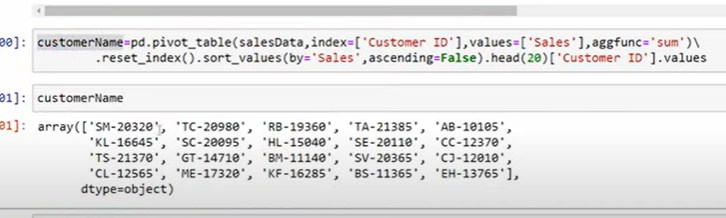 00]: customerName=pd.pivot_table(salesData,index=['Customer ID'],values=['Sales'],aggfunc='sum')\
.reset_index().sort_values(by='Sales',ascending=False).head(20)['Customer ID'].values
01]: customerName
01]: array(['SM-20320', 'TC-20980', 'RB-19360', 'TA-21385', 'AB-10105',
'KL-16645', 'SC-20095', 'HL-15040', 'SE-20110', 'CC-12370',
'TS-21370', 'GT-14710', 'BM-11140', 'SV-20365', 'CJ-12010',
'CL-12565', 'ME-17320', 'KF-16285', 'BS-11365', 'EH-13765'],
dtype=object)